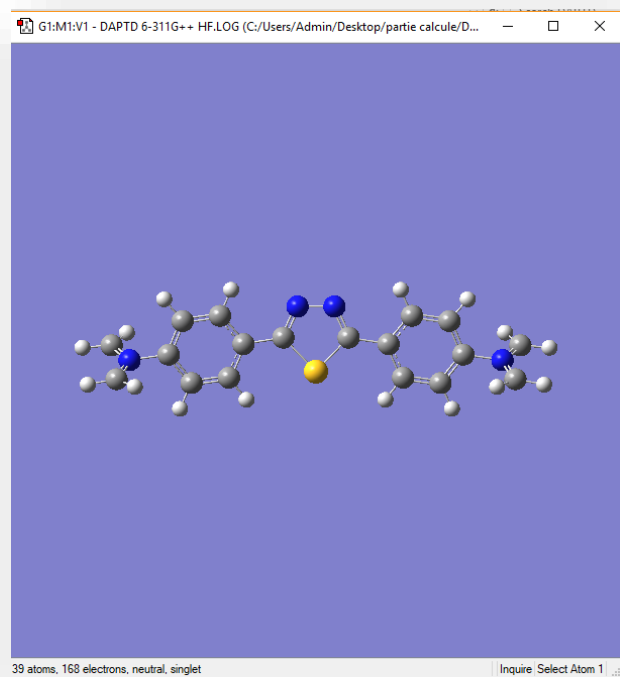 G1:M1:V1 - DAPTD 6-311G++ HF.LOG (C:/Users/Admin/Desktop/partie calcule/D...
39 atoms, 168 electrons, neutral, singlet Inquire Select Atom 1